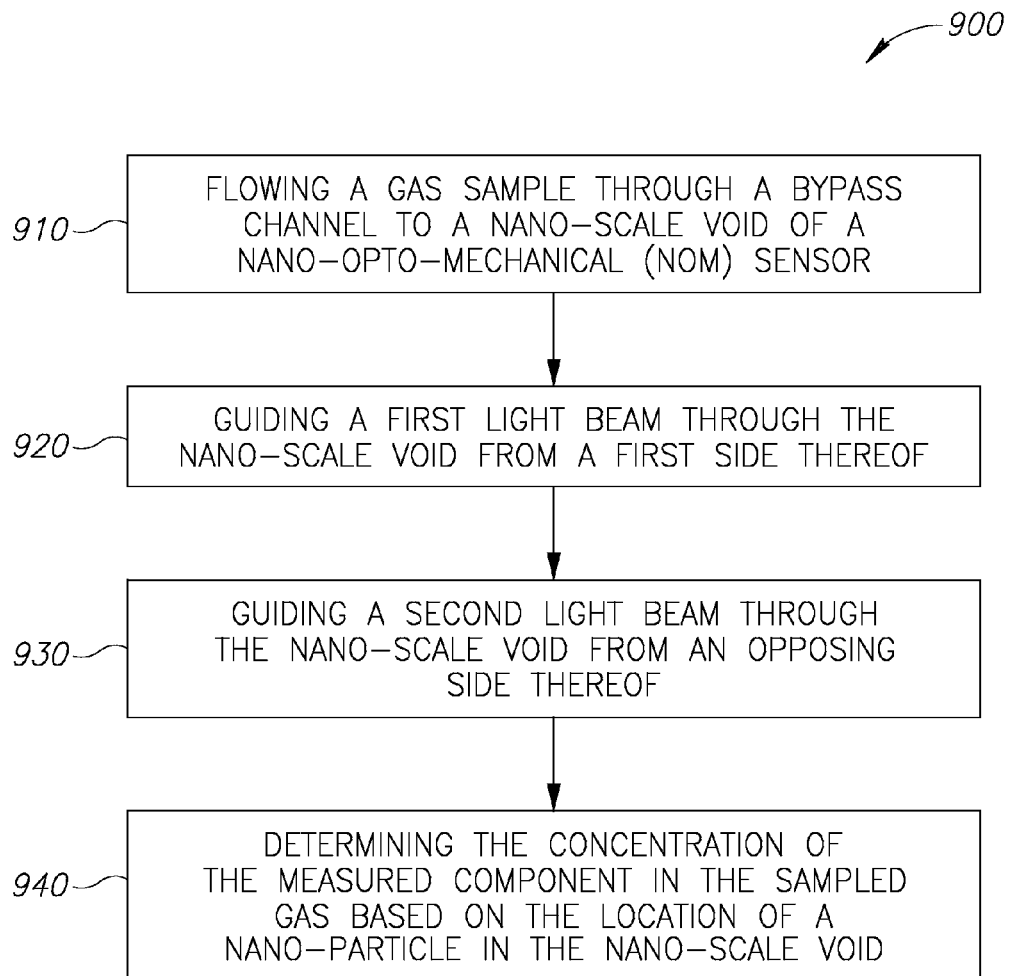 900
910
FLOWING A GAS SAMPLE THROUGH A BYPASS
CHANNEL TO A NANO-SCALE VOID OF A
NANO-OPTO-MECHANICAL (NOM) SENSOR
920
GUIDING A FIRST LIGHT BEAM THROUGH THE
NANO-SCALE VOID FROM A FIRST SIDE THEREOF
930
GUIDING A SECOND LIGHT BEAM THROUGH
THE NANO-SCALE VOID FROM AN OPPOSING
SIDE THEREOF
940
DETERMINING THE CONCENTRATION OF
THE MEASURED COMPONENT IN THE SAMPLED
GAS BASED ON THE LOCATION OF A
NANO-PARTICLE IN THE NANO-SCALE VOID